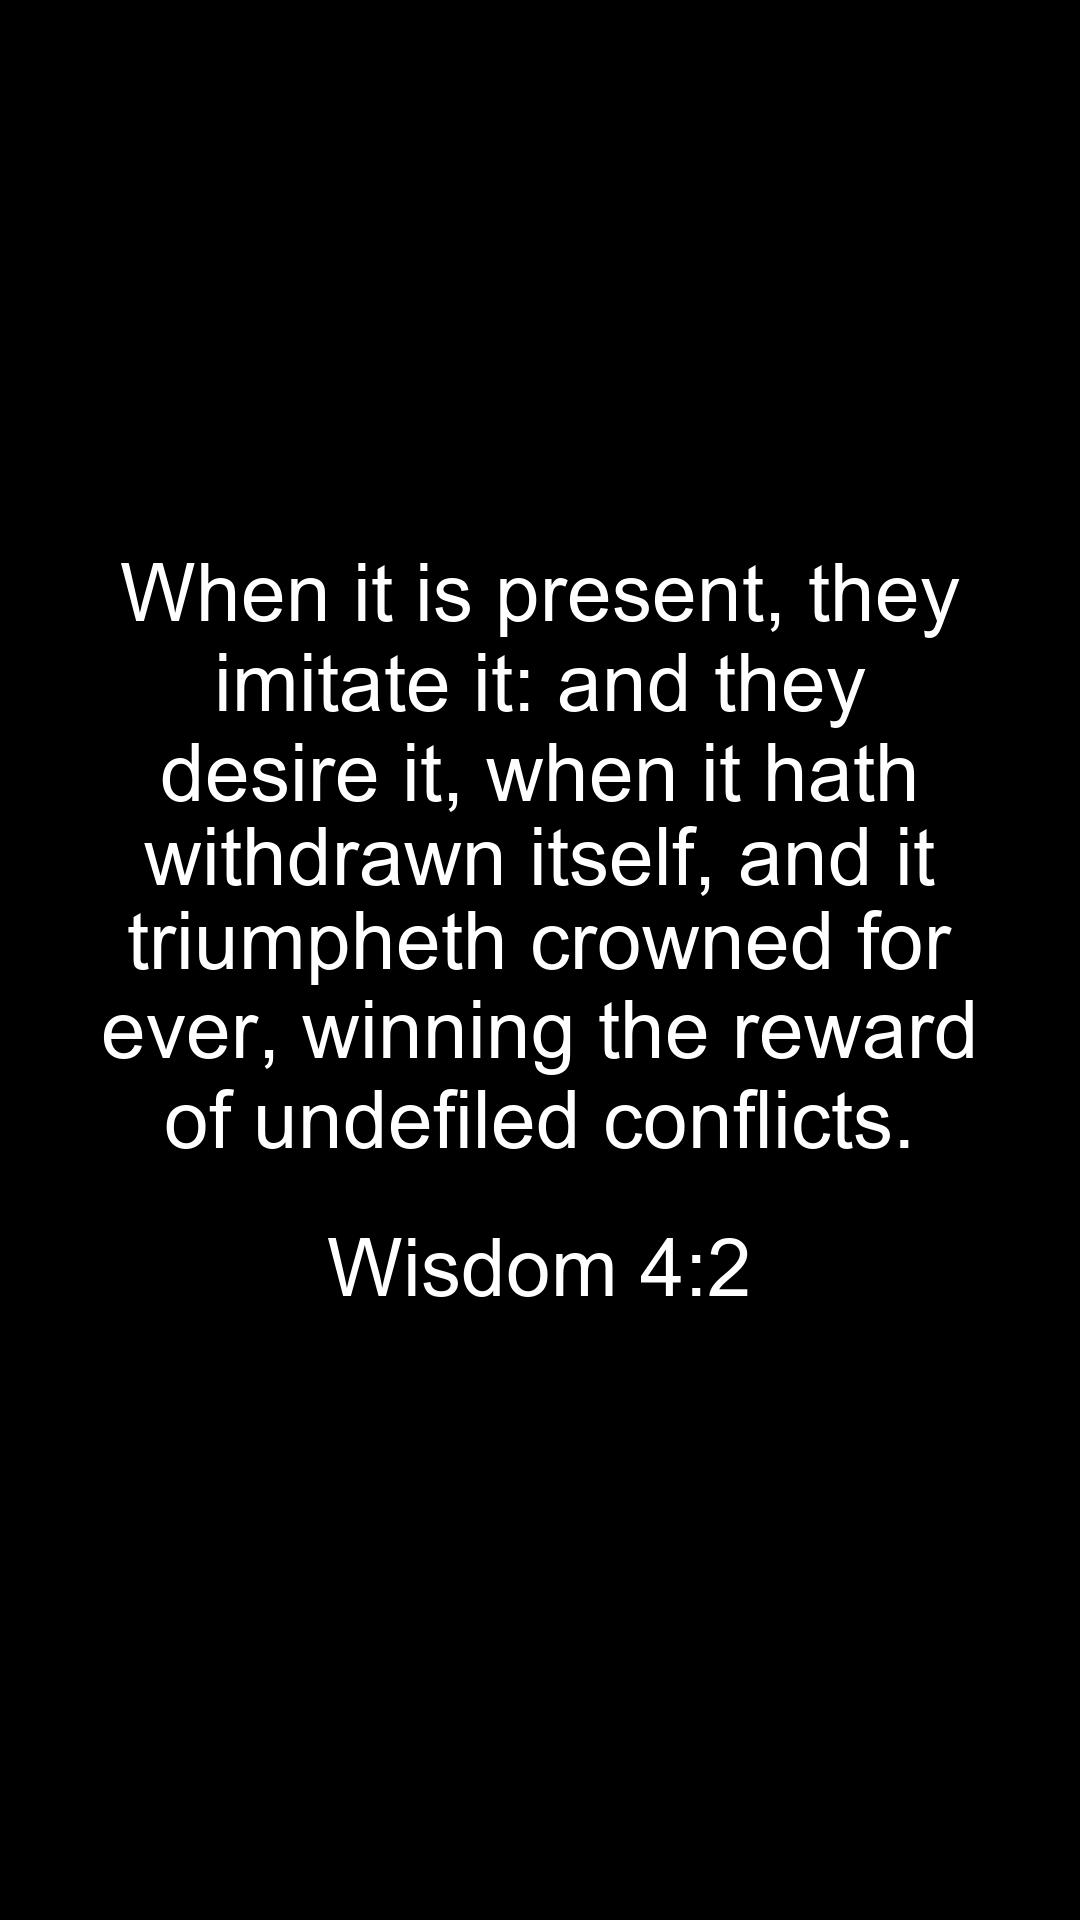 When it is present, they
imitate it: and they
desire it, when it hath
withdrawn itself, and it
triumpheth crowned for
ever, winning the reward
of undefiled conflicts.
Wisdom 4:2